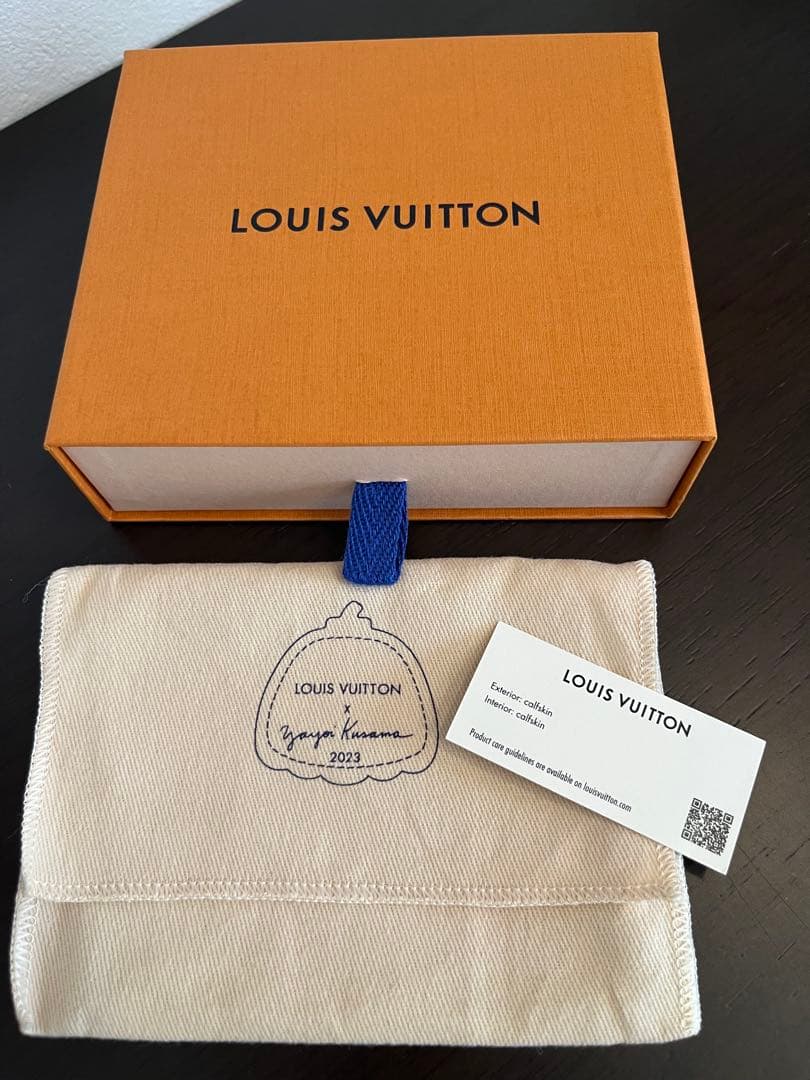 LOUIS VUITTON
LOUIS VUITTON
x
Yayoi Kusama
2023
LOUIS VUITTON
Exterior: calfskin
Interior: calfskin
Product care guidelines are available on louisvuitton.com